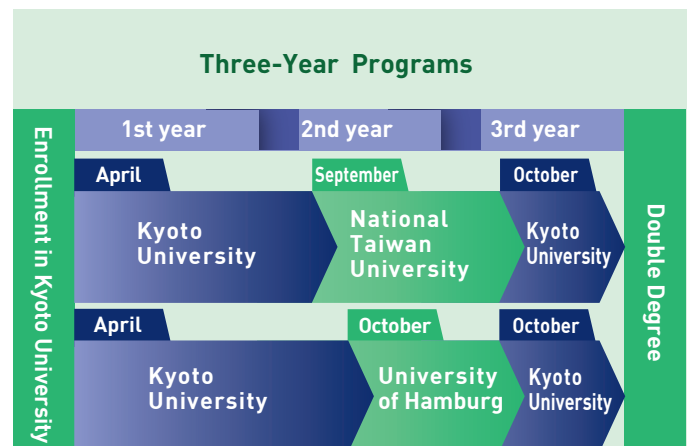 Three-Year Programs
Enrollment in Kyoto University
1st year
2nd year
3rd year
April
September
October
Kyoto
University
National
Taiwan
University
Kyoto
University
April
October
October
Kyoto
University
University
of Hamburg
Kyoto
University
Double Degree